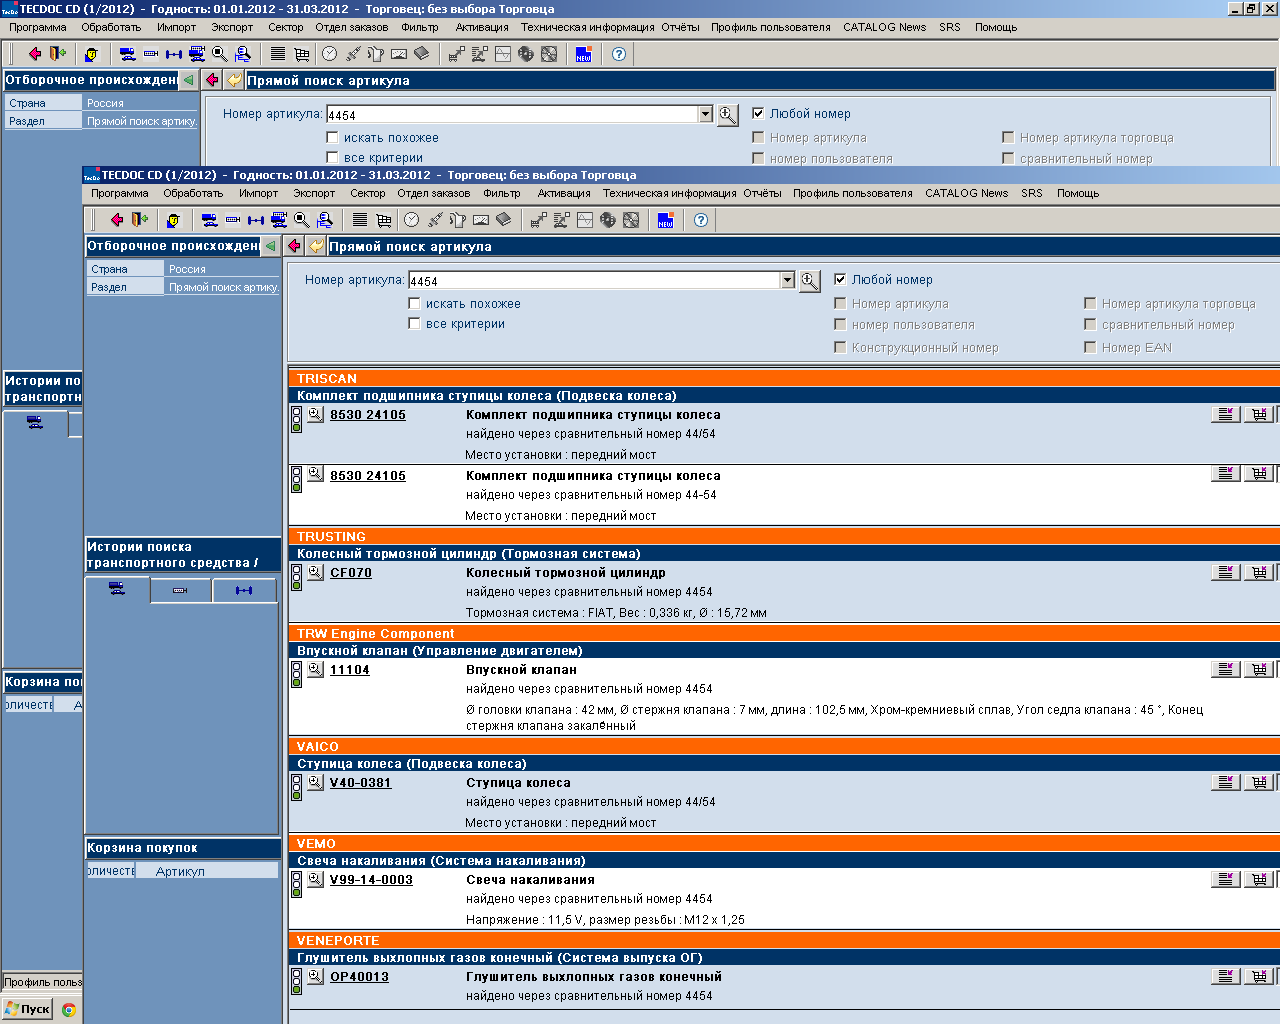 TECDOC CD (1/2012) - Годность: 01.01.2012 - 31.03.2012 - Торговец: без выбора Торговца
Программа Обработать Импорт Экспорт Сектор Отдел заказов Фильтр Активация Техническая информация Отчёты Профиль пользователя CATALOG News SRS Помощь
NEW
Отборочное происхожден
Прямой поиск артикула
Страна Россия
Раздел Прямой поиск артику.
Номер артикула: 4454
Любой номер
искать похожее
Номер артикула
Номер артикула торговца
все критерии
номер пользователя
сравнительный номер
TECDOC CD (1/2012) - Годность: 01.01.2012 - 31.03.2012 - Торговец: без выбора Торговца
Программа Обработать Импорт Экспорт Сектор Отдел заказов Фильтр Активация Техническая информация Отчёты Профиль пользователя CATALOG News SRS Помощь
NEW
Отборочное происхожден
Прямой поиск артикула
Страна Россия
Раздел Прямой поиск артику.
Номер артикула: 4454
Любой номер
искать похожее
Номер артикула
Номер артикула торговца
все критерии
номер пользователя
сравнительный номер
Конструкционный номер
Номер EAN
Истории по
транспортн
TRISCAN
Комплект подшипника ступицы колеса (Подвеска колеса)
8530 24105 Комплект подшипника ступицы колеса
найдено через сравнительный номер 44/54
Место установки : передний мост
8530 24105 Комплект подшипника ступицы колеса
найдено через сравнительный номер 44-54
Место установки : передний мост
TRUSTING
Колесный тормозной цилиндр (Тормозная система)
CF070 Колесный тормозной цилиндр
найдено через сравнительный номер 4454
Тормозная система : FIAT, Вес : 0,336 кг, Ø : 15,72 мм
TRW Engine Component
Впускной клапан (Управление двигателем)
11104 Впускной клапан
найдено через сравнительный номер 4454
Ø головки клапана : 42 мм, Ø стержня клапана : 7 мм, длина : 102,5 мм, Хром-кремниевый сплав, Угол седла клапана : 45 °, Конец
стержня клапана закалённый
VAICO
Ступица колеса (Подвеска колеса)
V40-0381 Ступица колеса
найдено через сравнительный номер 44/54
Место установки : передний мост
VEMO
Свеча накаливания (Система накаливания)
V99-14-0003 Свеча накаливания
найдено через сравнительный номер 4454
Напряжение : 11,5 V, размер резьбы : M12 x 1,25
VENEPORTE
Глушитель выхлопных газов конечный (Система выпуска ОГ)
OP40013 Глушитель выхлопных газов конечный
найдено через сравнительный номер 4454
Истории поиска
транспортного средства /
Корзина пок
оличесте А
Корзина покупок
оличесте Артикул
Профиль польз
Пуск